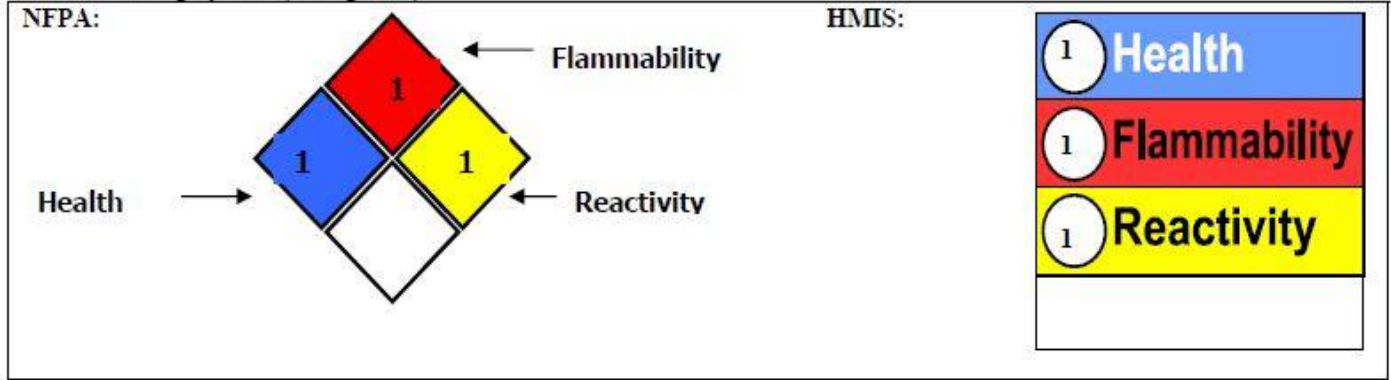 NFPA:
HMIS:
1
Flammability
1
1
Health
Reactivity
1 Health
1 Flammability
1 Reactivity